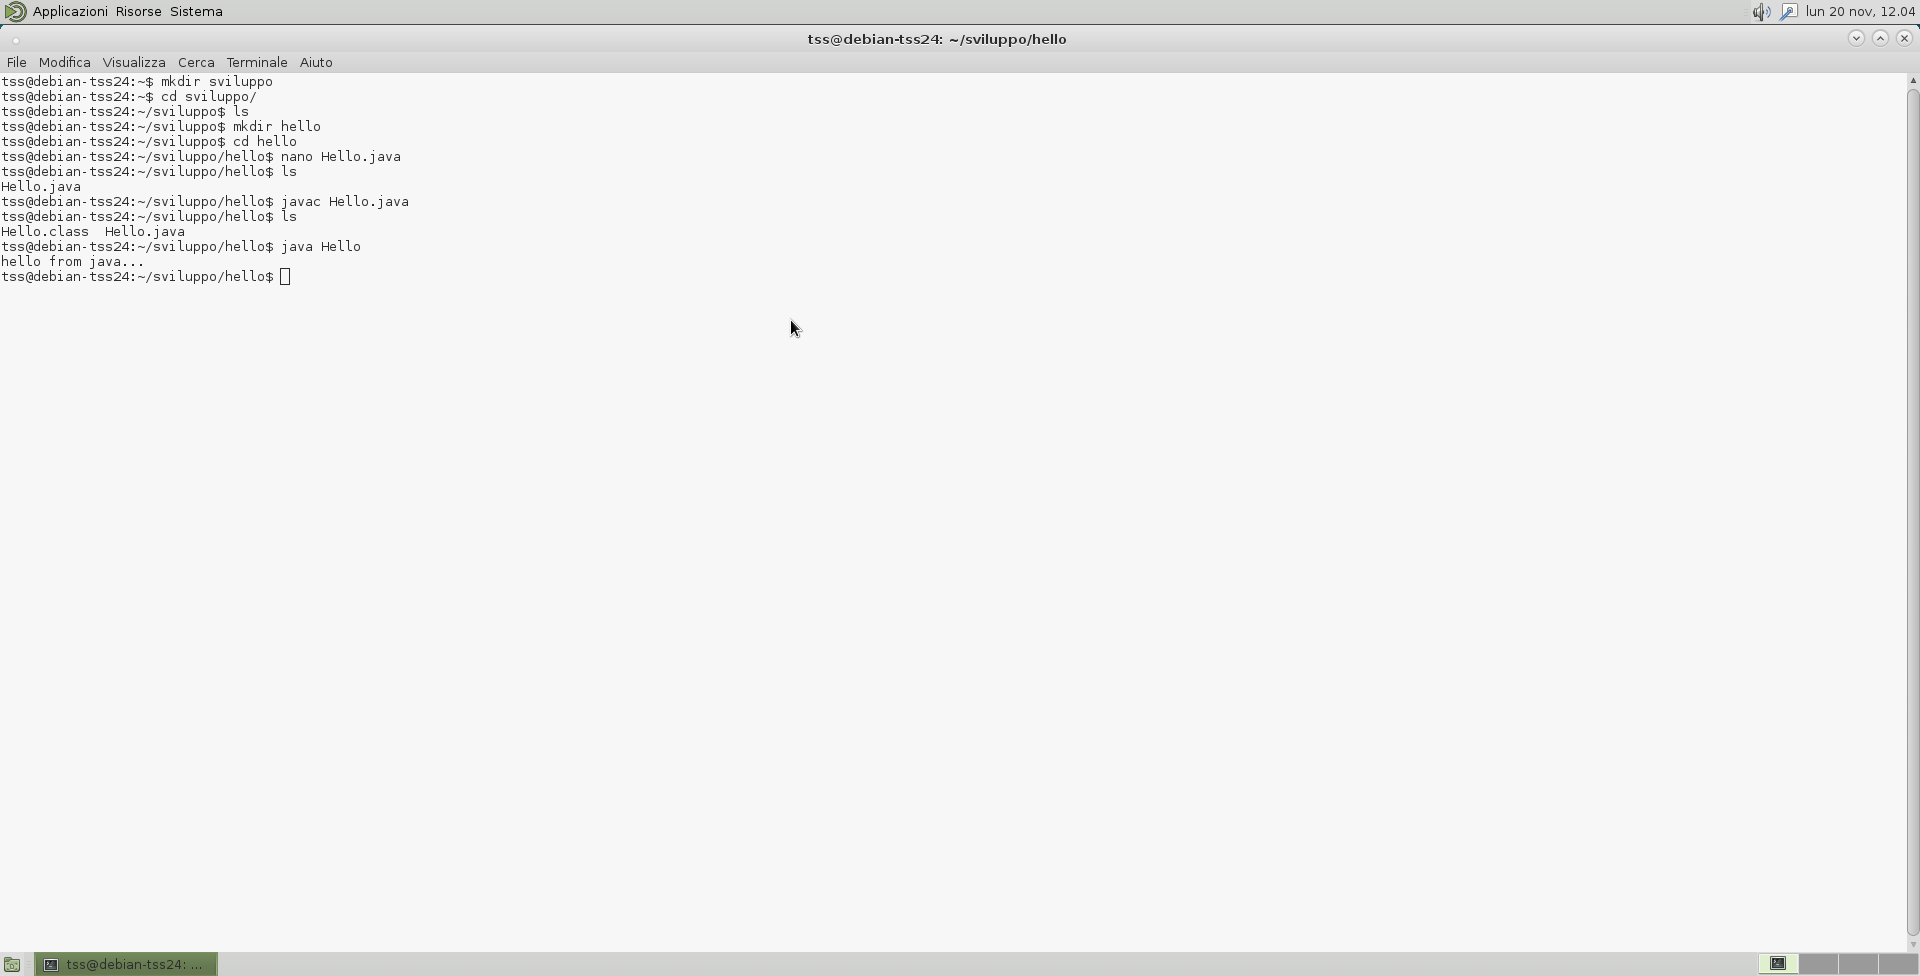 Applicazioni Risorse Sistema lun 20 nov, 12.04
tss@debian-tss24: ~/sviluppo/hello
File Modifica Visualizza Cerca Terminale Aiuto
tss@debian-tss24:~$ mkdir sviluppo
tss@debian-tss24:~$ cd sviluppo/
tss@debian-tss24:~/sviluppo$ ls
tss@debian-tss24:~/sviluppo$ mkdir hello
tss@debian-tss24:~/sviluppo$ cd hello
tss@debian-tss24:~/sviluppo/hello$ nano Hello.java
tss@debian-tss24:~/sviluppo/hello$ ls
Hello.java
tss@debian-tss24:~/sviluppo/hello$ javac Hello.java
tss@debian-tss24:~/sviluppo/hello$ ls
Hello.class  Hello.java
tss@debian-tss24:~/sviluppo/hello$ java Hello
hello from java...
tss@debian-tss24:~/sviluppo/hello$
tss@debian-tss24: ...